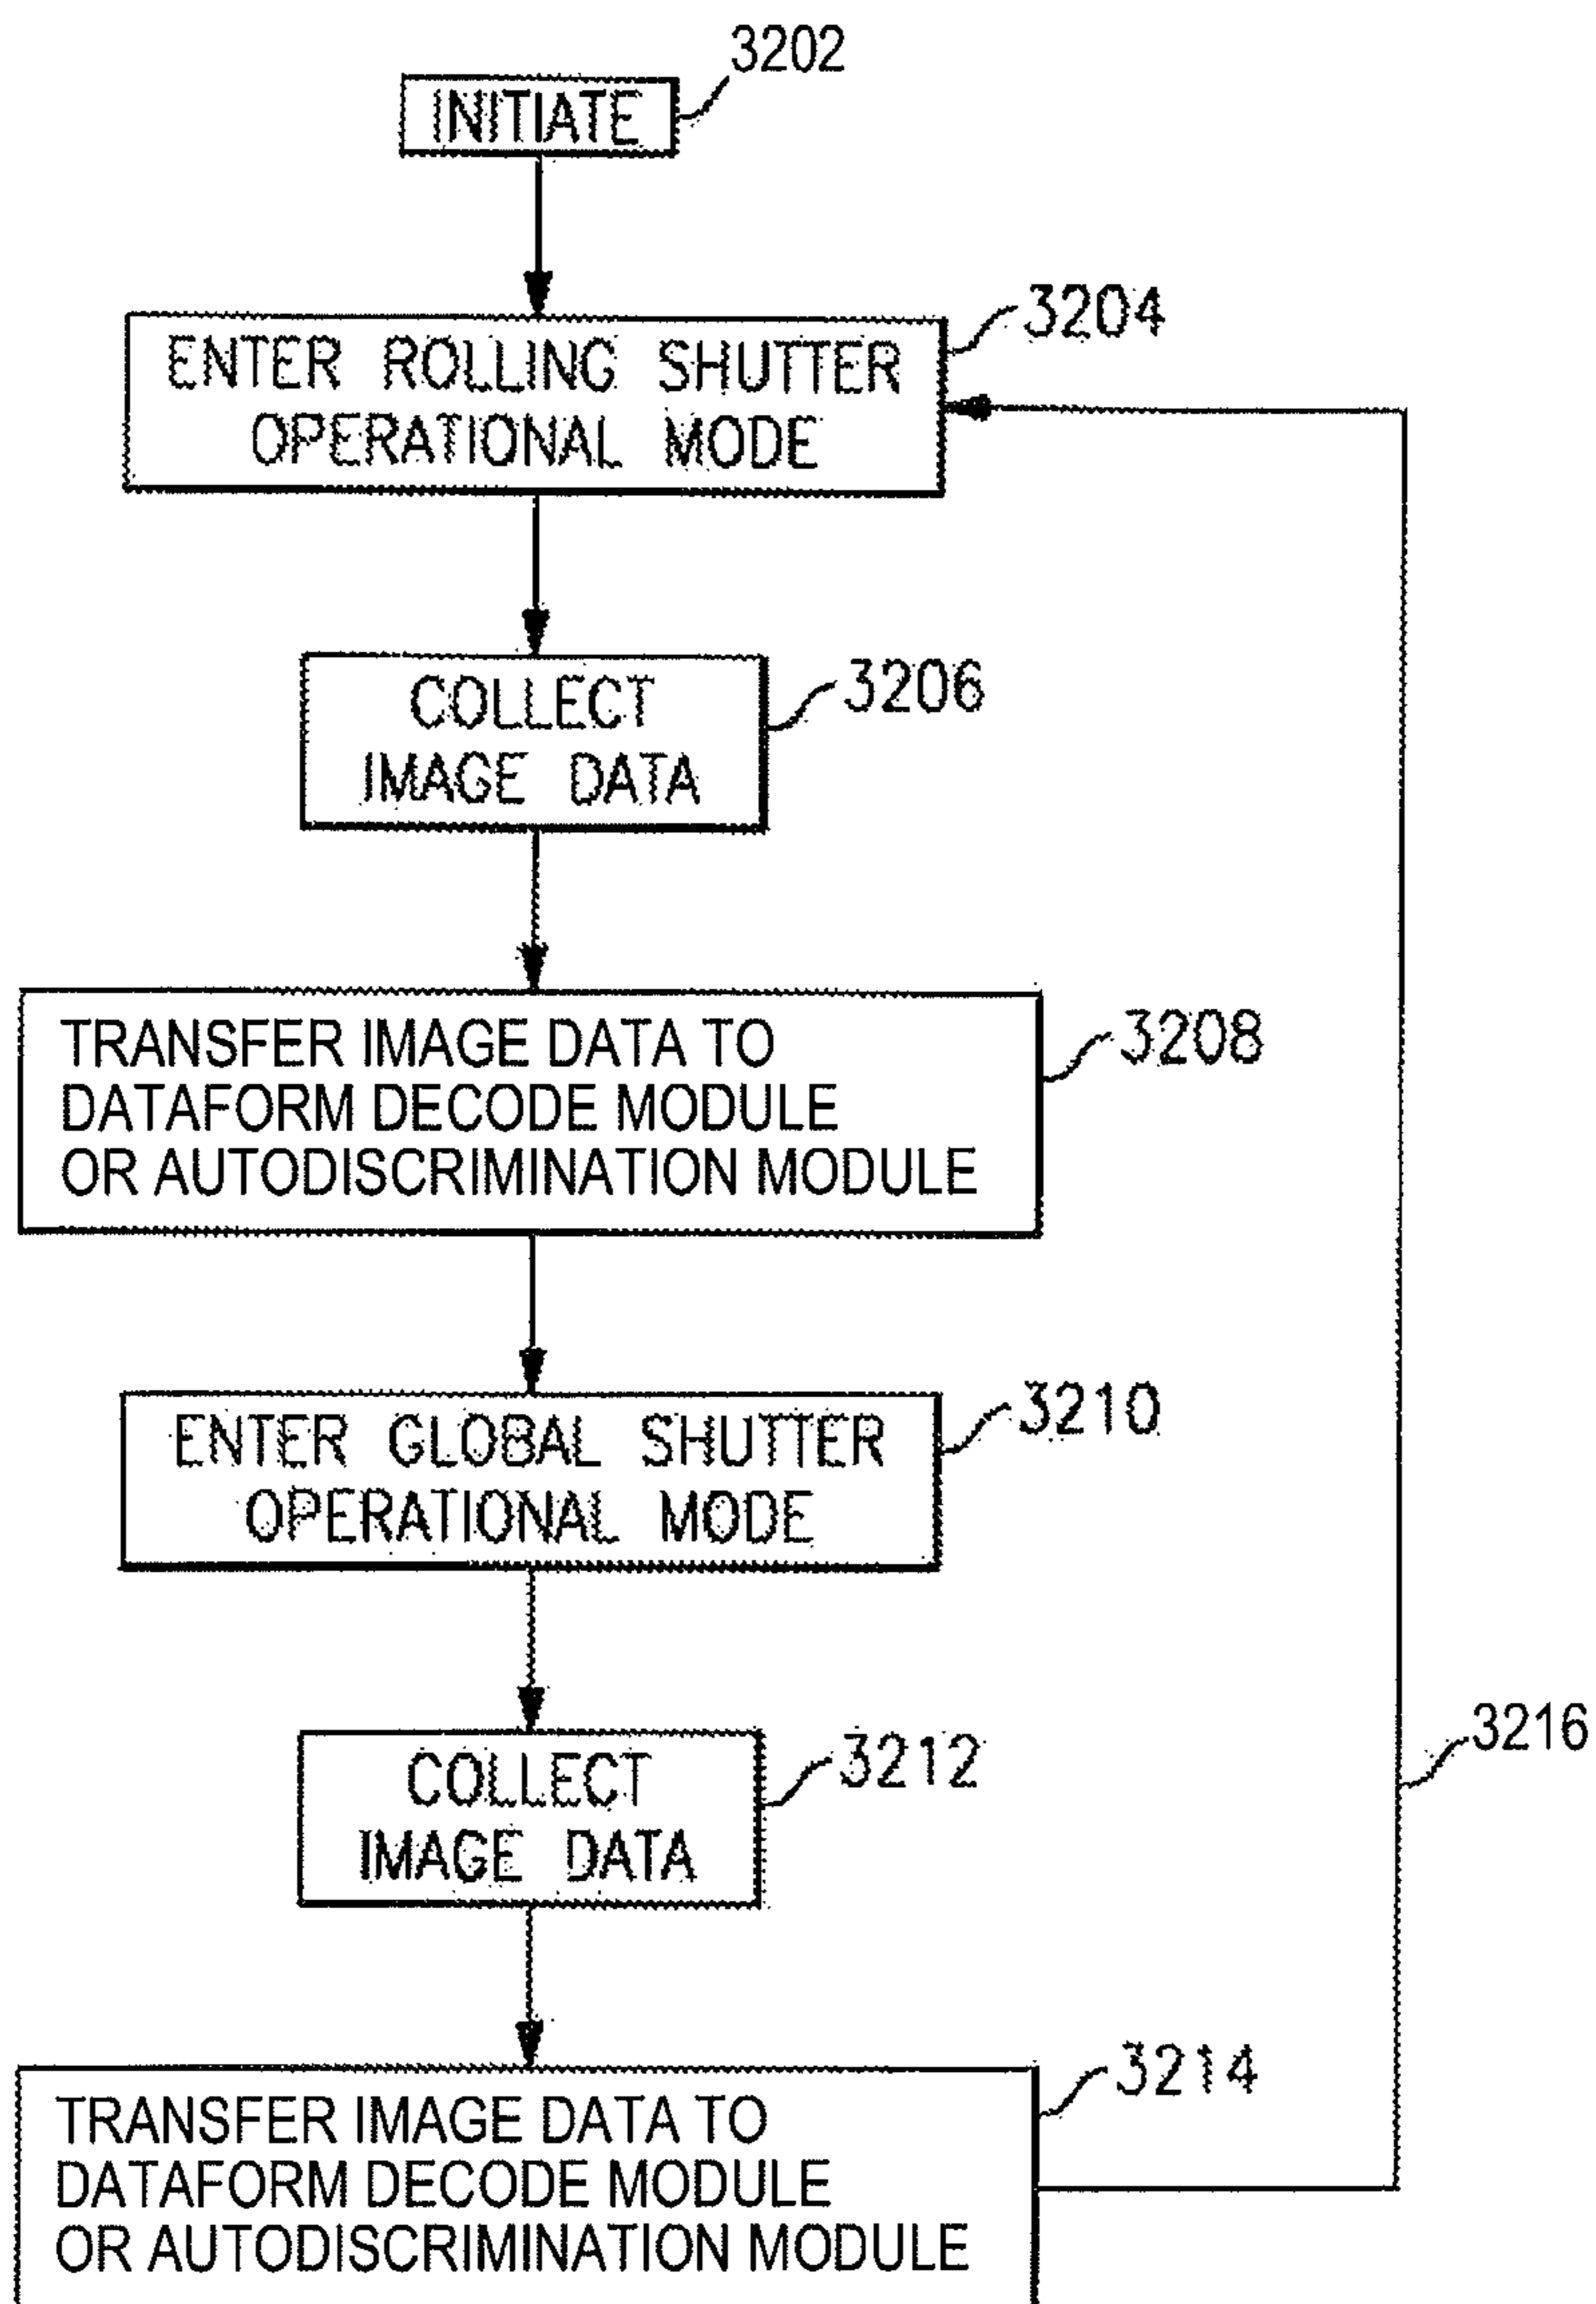 3202
INITIATE
3204
ENTER ROLLING SHUTTER
OPERATIONAL MODE
3206
COLLECT
IMAGE DATA
3208
TRANSFER IMAGE DATA TO
DATAFORM DECODE MODULE
OR AUTODISCRIMINATION MODULE
3210
ENTER GLOBAL SHUTTER
OPERATIONAL MODE
3212
COLLECT
IMAGE DATA
3216
3214
TRANSFER IMAGE DATA TO
DATAFORM DECODE MODULE
OR AUTODISCRIMINATION MODULE